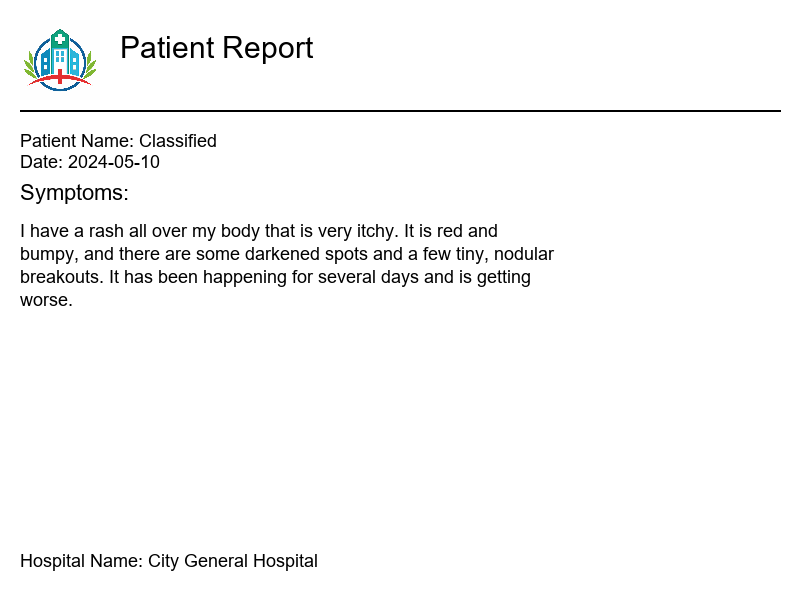 Patient Report
Patient Name: Classified
Date: 2024-05-10
Symptoms:
I have a rash all over my body that is very itchy. It is red and
bumpy, and there are some darkened spots and a few tiny, nodular
breakouts. It has been happening for several days and is getting
worse.
Hospital Name: City General Hospital